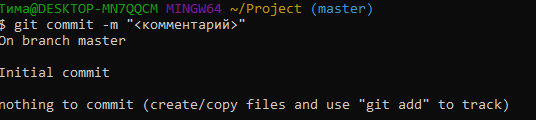 Тима@DESKTOP-MN7QQCM MINGW64 ~/Project (master)
$ git commit -m "<комментарий>"
On branch master
Initial commit
nothing to commit (create/copy files and use "git add" to track)